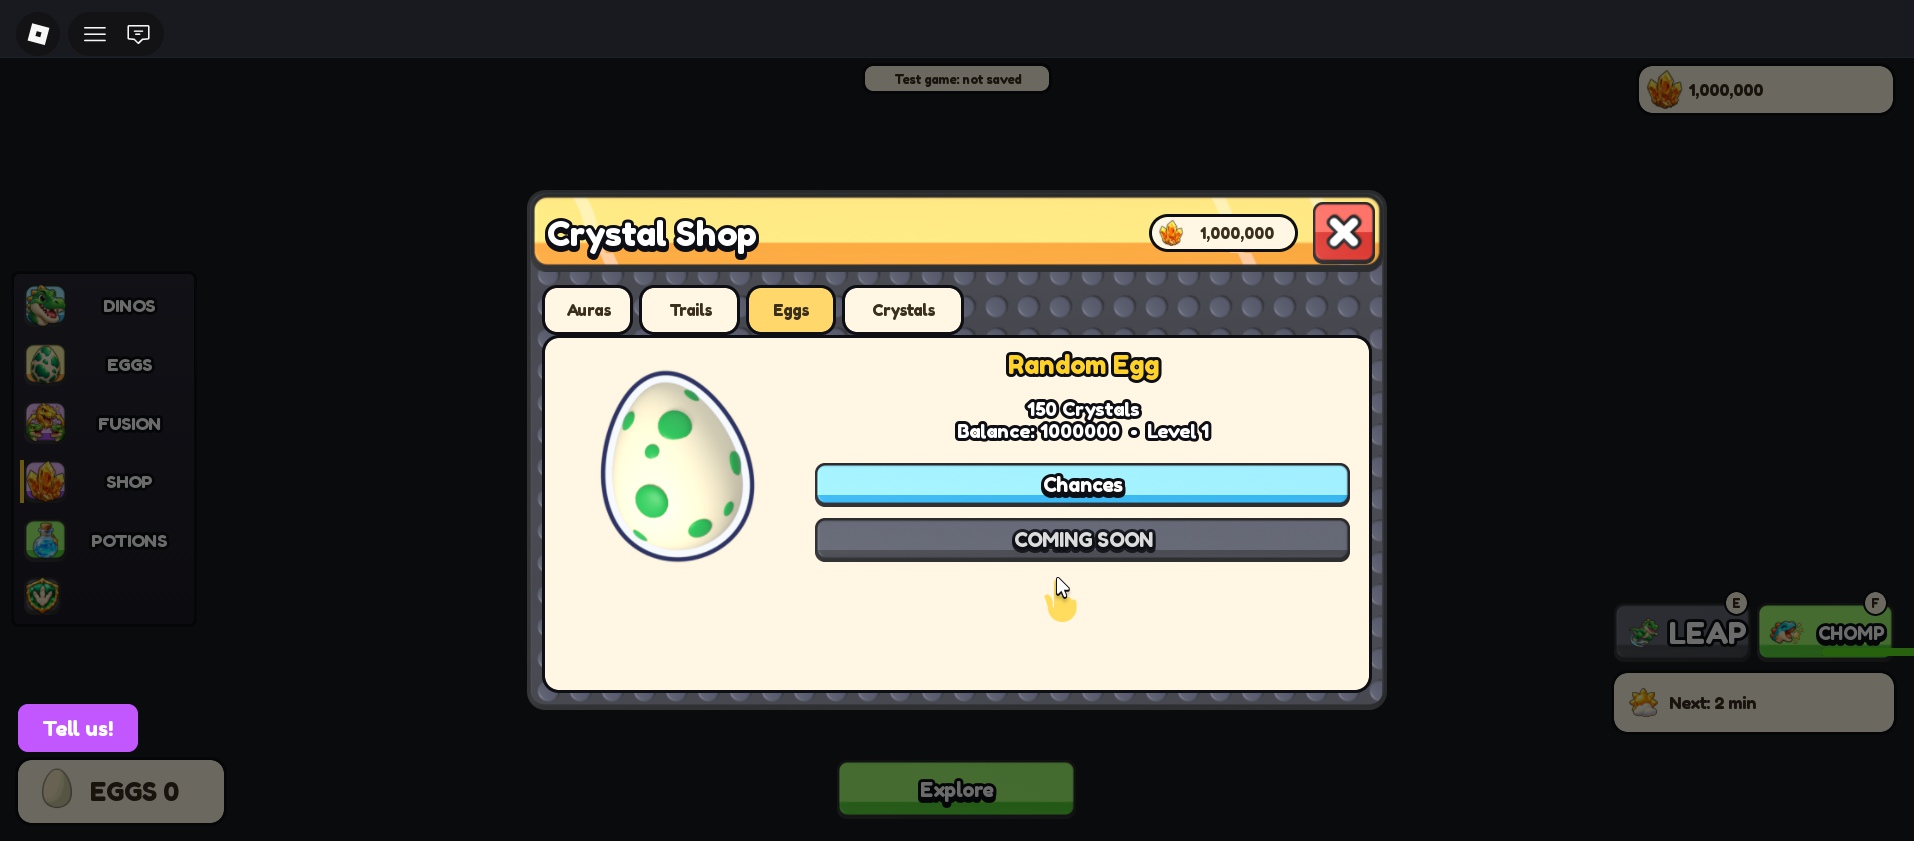 Test game: not saved
1,000,000
Crystal Shop
1,000,000
Auras
Trails
Eggs
Crystals
Random Egg
150 Crystals
Balance: 1000000 - Level 1
Chances
COMING SOON
DINOS
EGGS
FUSION
SHOP
POTIONS
E
F
LEAP
CHOMP
Next: 2 min
Tell us!
EGGS 0
Explore